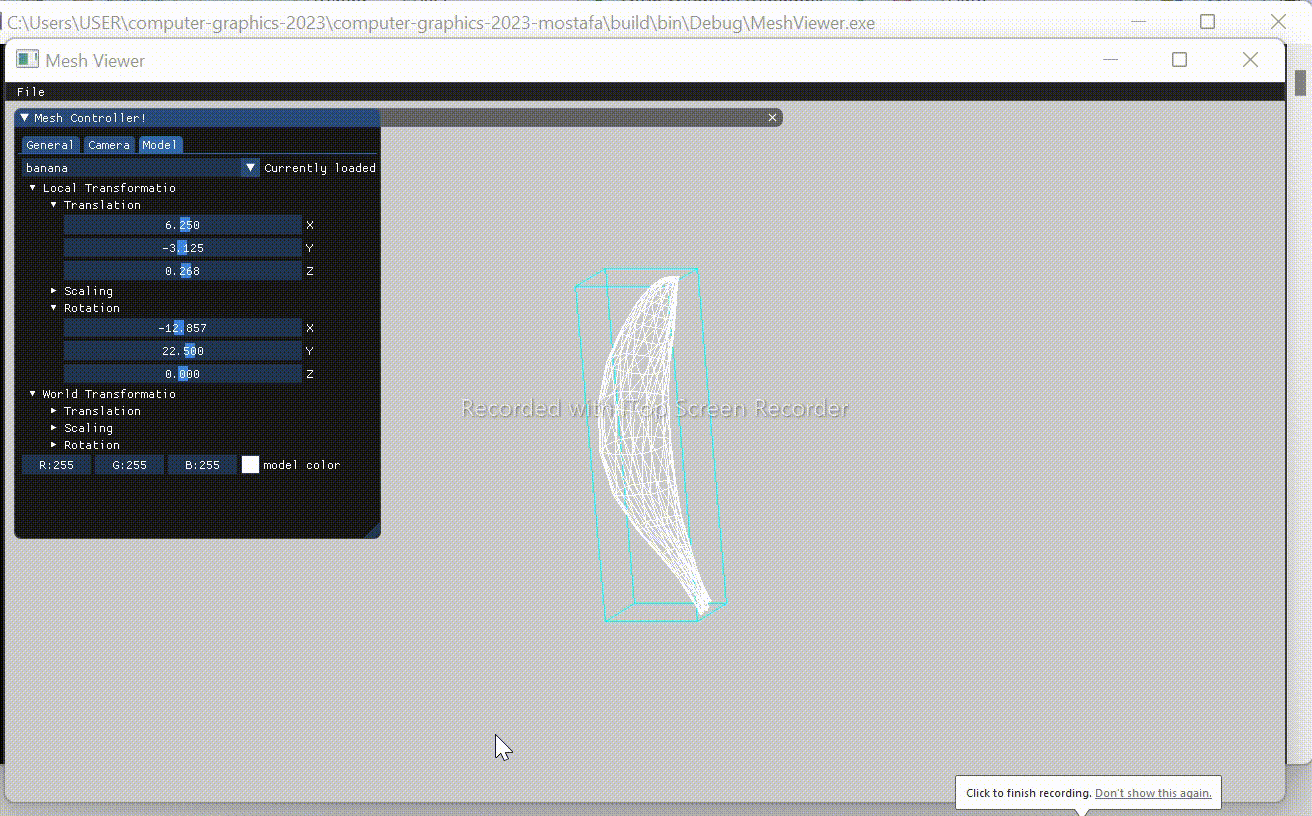 C:\Users\USER\computer-graphics-2023\computer-graphics-2023-mostafa\build\bin\Debug\MeshViewer.exe
Mesh Viewer
File
Mesh Controller!
General Camera Model
banana Currently loaded
Local Transformatio
Translation
6.250 X
-3.125 Y
0.268 Z
Scaling
Rotation
-12.857 X
22.500 Y
0.000 Z
World Transformatio
Translation
Scaling
Rotation
R:255 G:255 B:255 model color
Recorded with iTop Screen Recorder
Click to finish recording. Don't show this again.